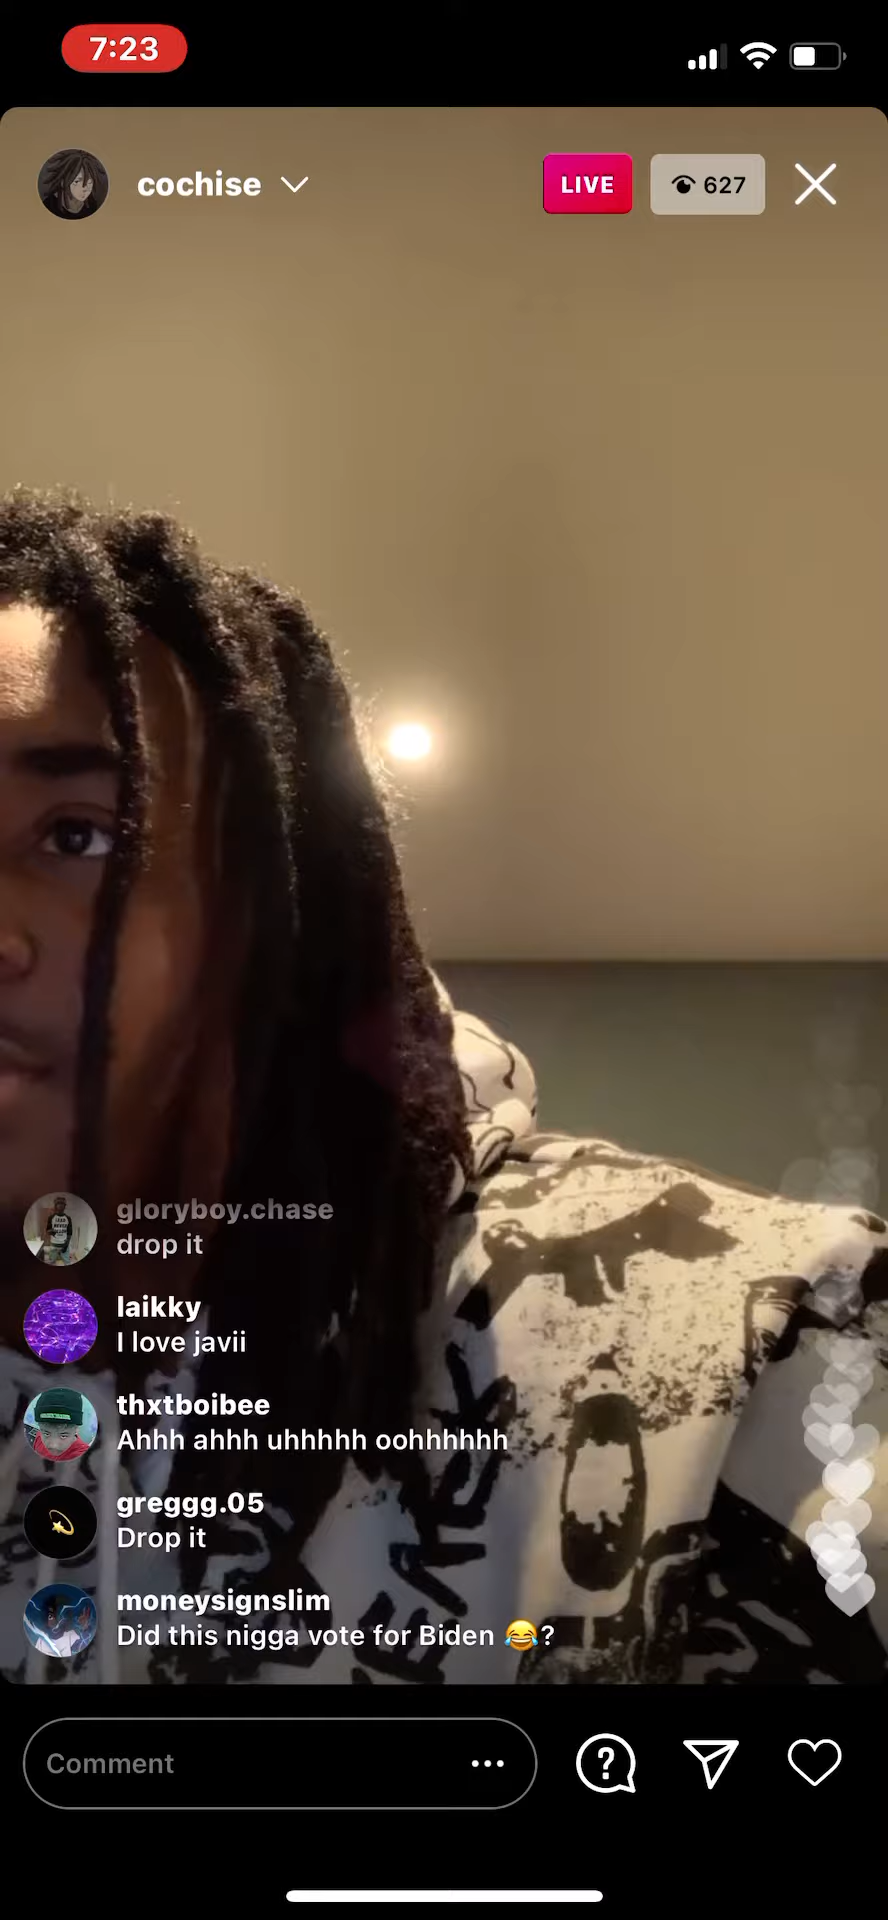 7:23
cochise
LIVE
627
gloryboy.chase
drop it
laikky
I love javii
thxtboibee
Ahhh ahhh uhhhhh oohhhhhh
greggg.05
Drop it
moneysignslim
Did this nigga vote for Biden 😂?
Comment